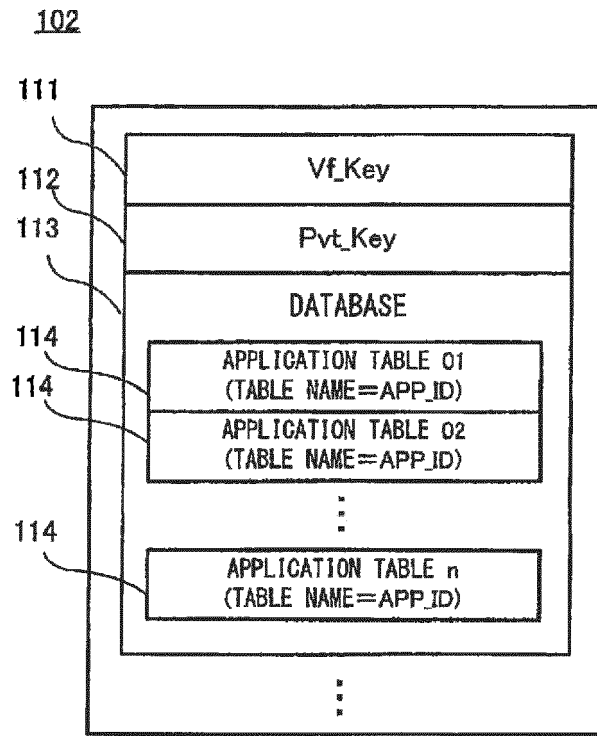 102
111
Vf_Key
112
Pvt_Key
113
DATABASE
114
APPLICATION TABLE 01
(TABLE NAME=APP_ID)
114
APPLICATION TABLE 02
(TABLE NAME=APP_ID)
114
APPLICATION TABLE n
(TABLE NAME=APP_ID)